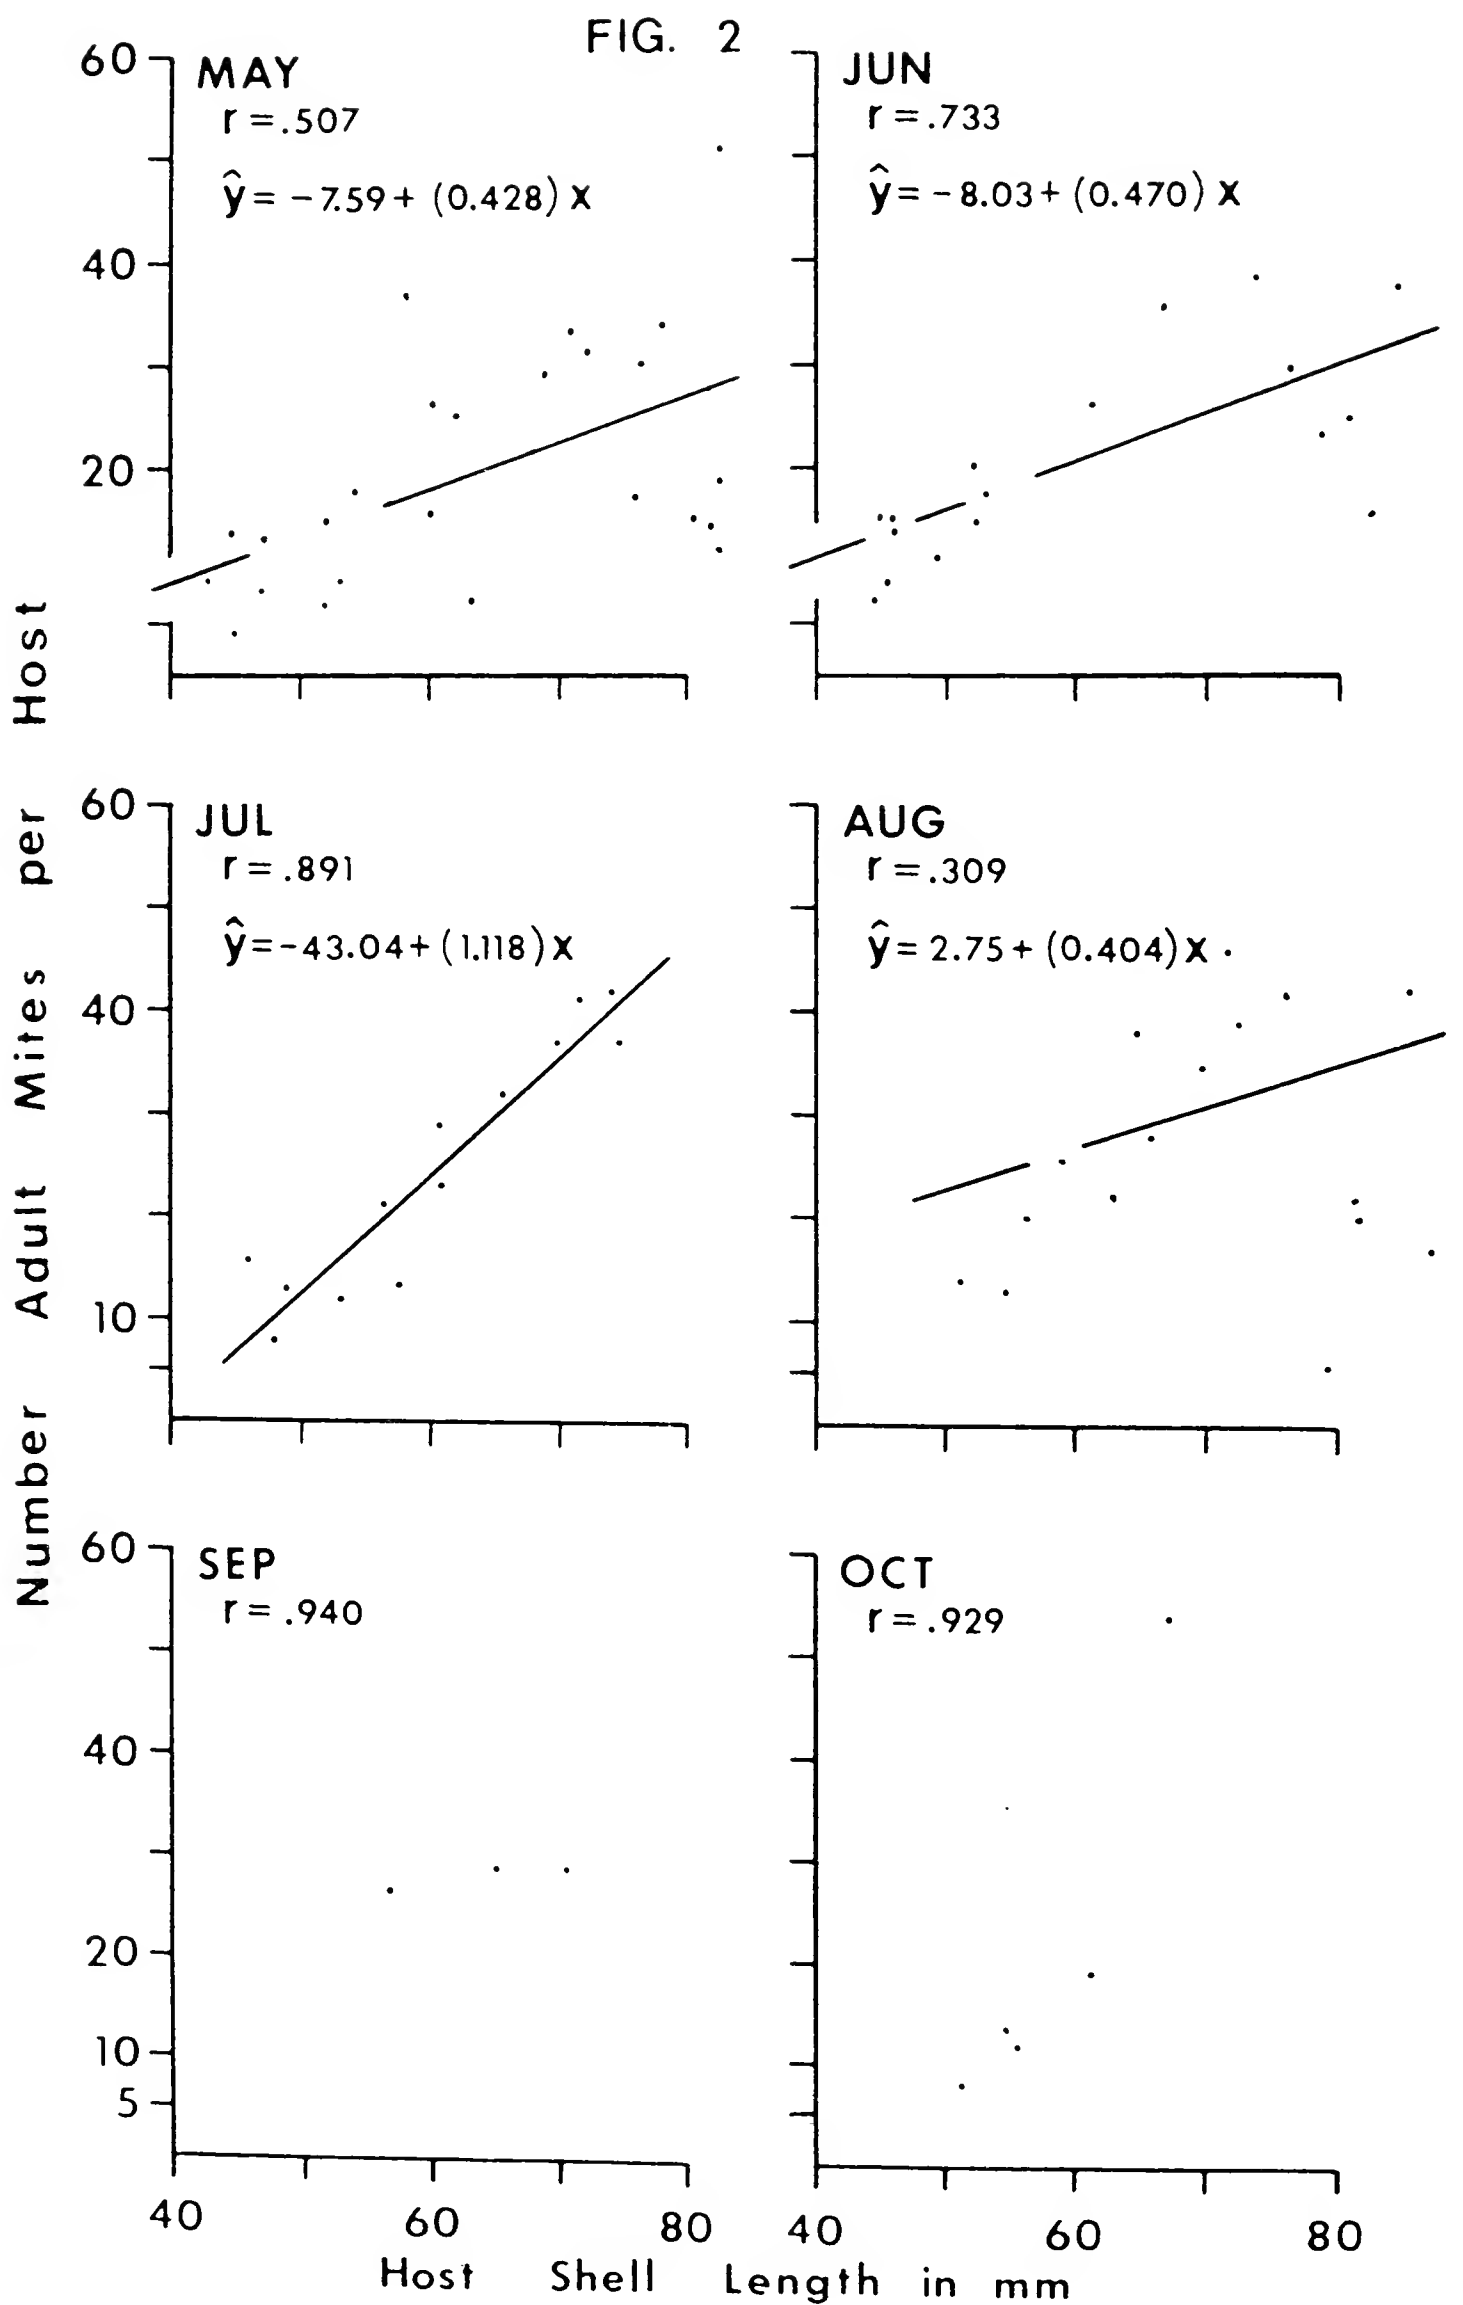 FIG. 2
60
MAY
r = .507
ŷ = -7.59 + (0.428) X
40
20
JUN
r = .733
ŷ = -8.03 + (0.470) X
60
JUL
r = .891
ŷ = -43.04 + (1.118) X
40
10
AUG
r = .309
ŷ = 2.75 + (0.404) X
60
SEP
r = .940
40
20
10
5
OCT
r = .929
40 60 80 40 60 80
Host Shell Length in mm
Number Adult Mites per Host